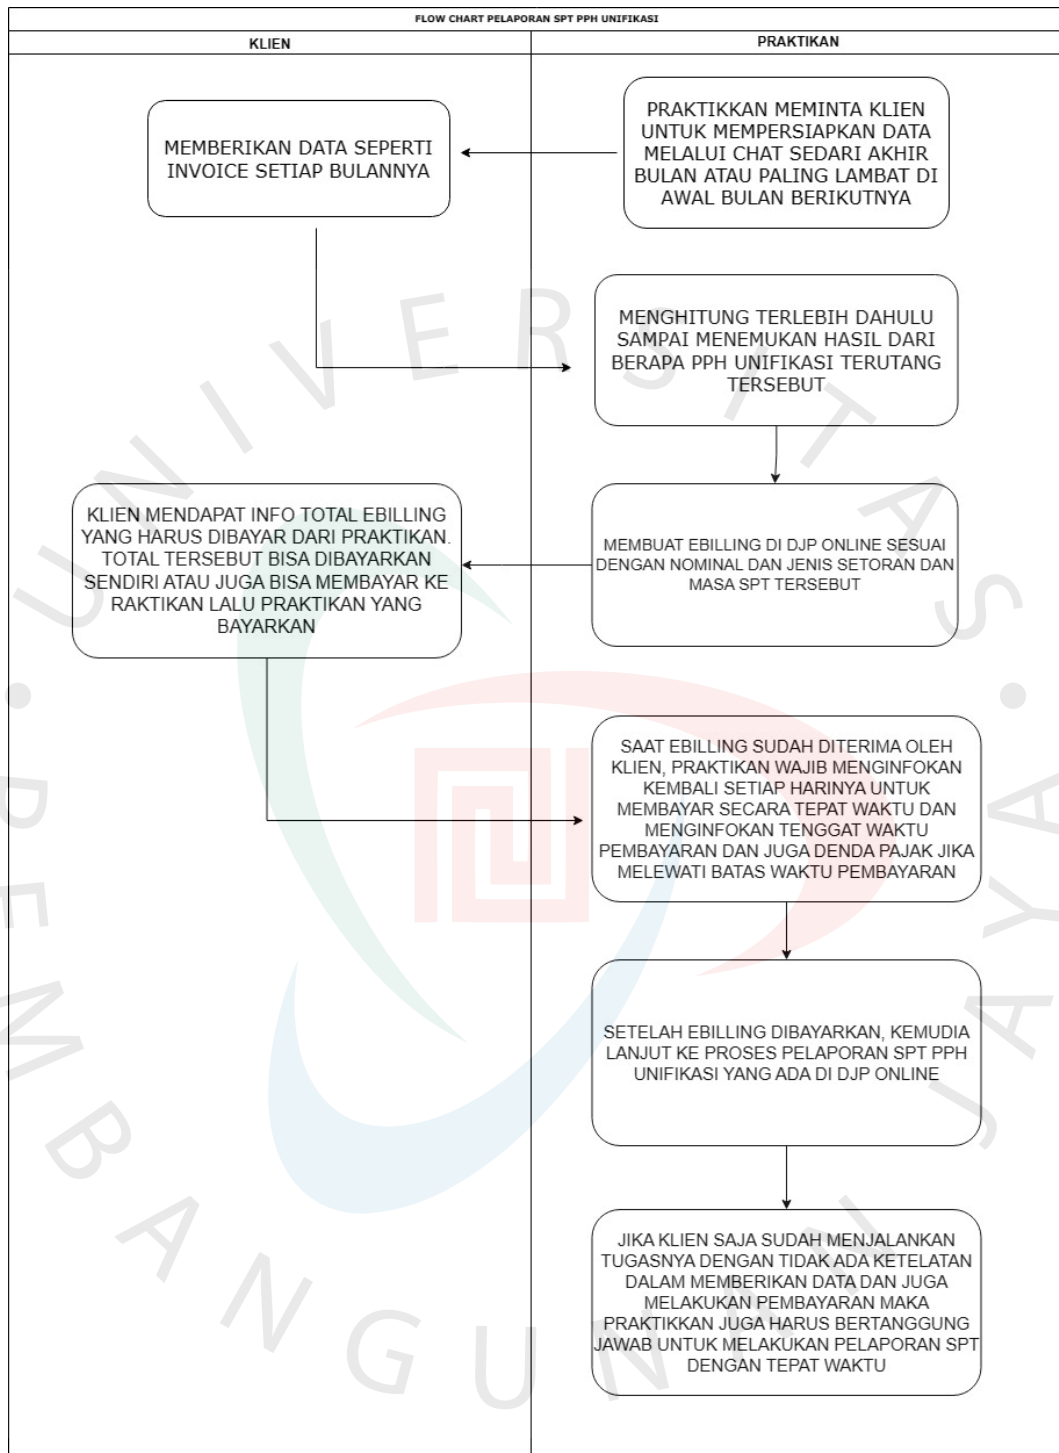 FLOW CHART PELAPORAN SPT PPH UNIFIKASI
KLIEN
PRAKTIKAN
PRAKTIKKAN MEMINTA KLIEN
UNTUK MEMPERSIAPKAN DATA
MELALUI CHAT SEDARI AKHIR
BULAN ATAU PALING LAMBAT DI
AWAL BULAN BERIKUTNYA
MEMBERIKAN DATA SEPERTI
INVOICE SETIAP BULANNYA
MENGHITUNG TERLEBIH DAHULU
SAMPAI MENEMUKAN HASIL DARI
BERAPA PPH UNIFIKASI TERUTANG
TERSEBUT
MEMBUAT EBILLING DI DJP ONLINE SESUAI
DENGAN NOMINAL DAN JENIS SETORAN DAN
MASA SPT TERSEBUT
KLIEN MENDAPAT INFO TOTAL EBILLING
YANG HARUS DIBAYAR DARI PRAKTIKAN.
TOTAL TERSEBUT BISA DIBAYARKAN
SENDIRI ATAU JUGA BISA MEMBAYAR KE
RAKTIKAN LALU PRAKTIKAN YANG
BAYARKAN
SAAT EBILLING SUDAH DITERIMA OLEH
KLIEN, PRAKTIKAN WAJIB MENGINFOKAN
KEMBALI SETIAP HARINYA UNTUK
MEMBAYAR SECARA TEPAT WAKTU DAN
MENGINFOKAN TENGGAT WAKTU
PEMBAYARAN DAN JUGA DENDA PAJAK JIKA
MELEWATI BATAS WAKTU PEMBAYARAN
SETELAH EBILLING DIBAYARKAN, KEMUDIA
LANJUT KE PROSES PELAPORAN SPT PPH
UNIFIKASI YANG ADA DI DJP ONLINE
JIKA KLIEN SAJA SUDAH MENJALANKAN
TUGASNYA DENGAN TIDAK ADA KETELATAN
DALAM MEMBERIKAN DATA DAN JUGA
MELAKUKAN PEMBAYARAN MAKA
PRAKTIKKAN JUGA HARUS BERTANGGUNG
JAWAB UNTUK MELAKUKAN PELAPORAN SPT
DENGAN TEPAT WAKTU
UNIVERSITAS
PEMBANGUNAN JAYA